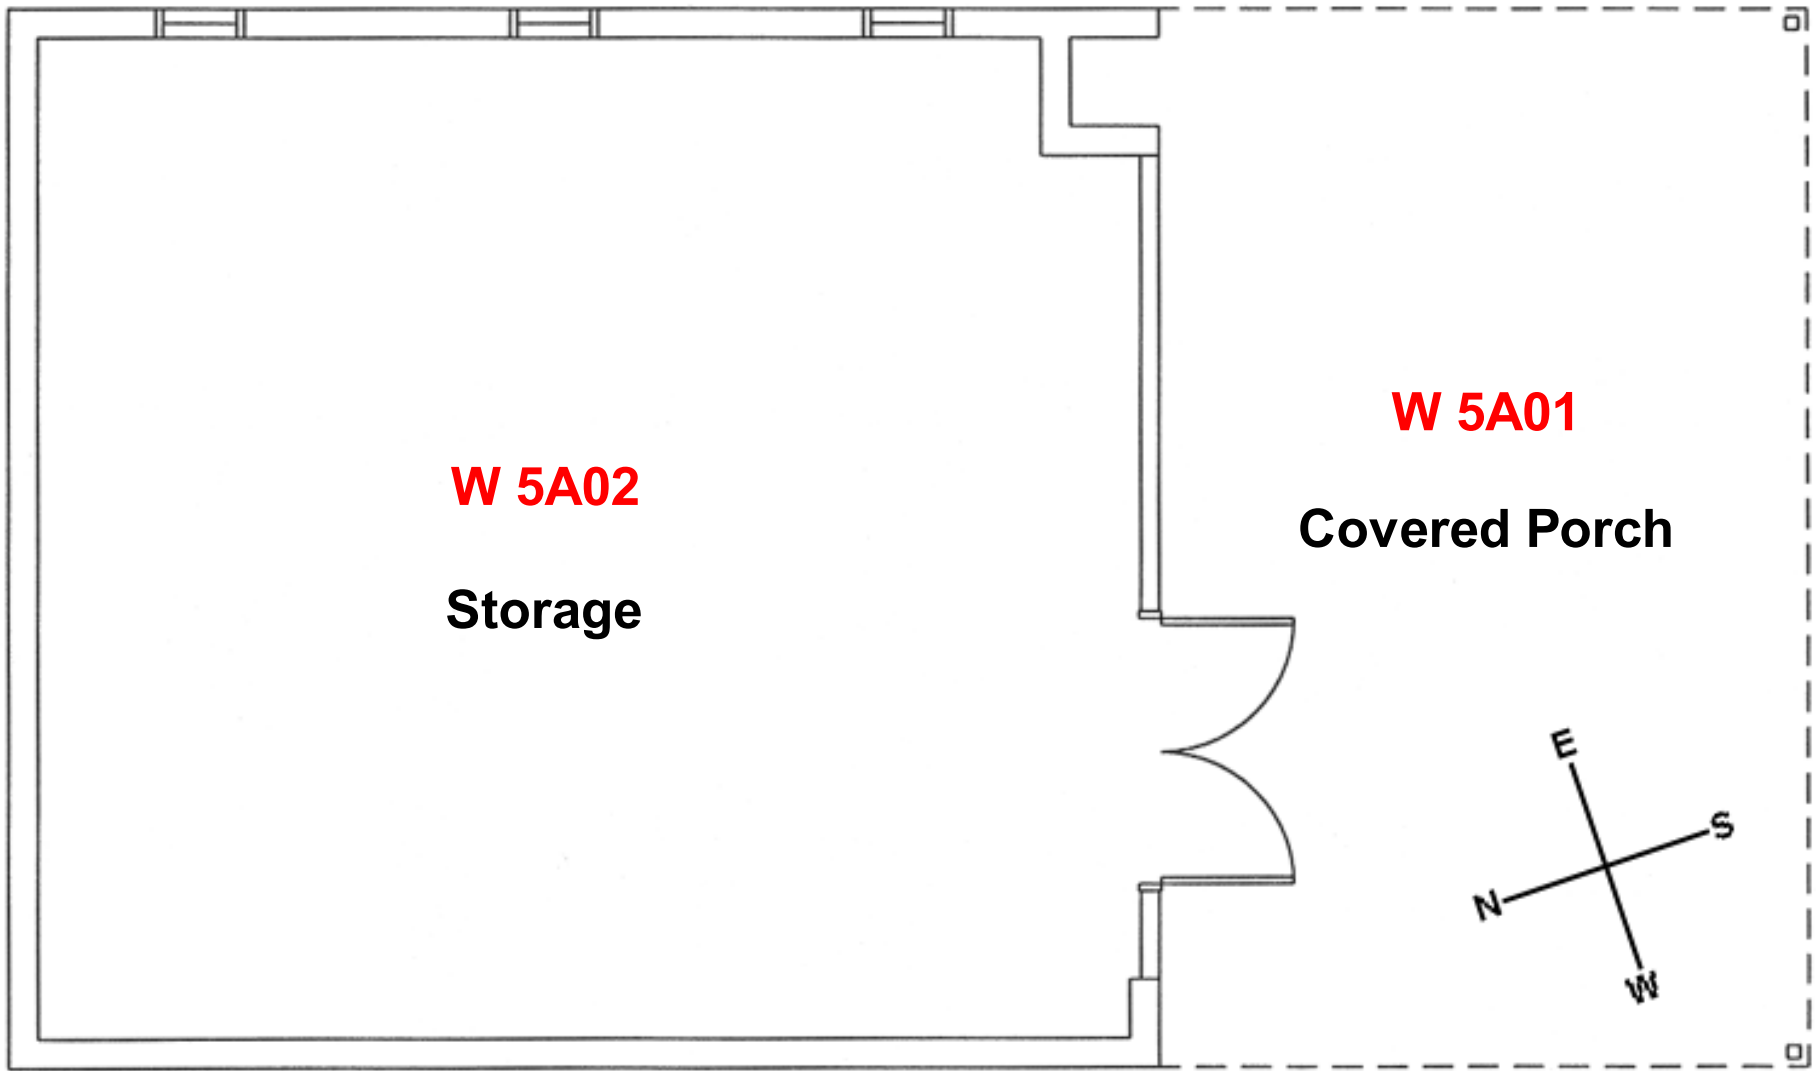 W 5A01
W 5A02
Covered Porch
Storage
E
S
N
W